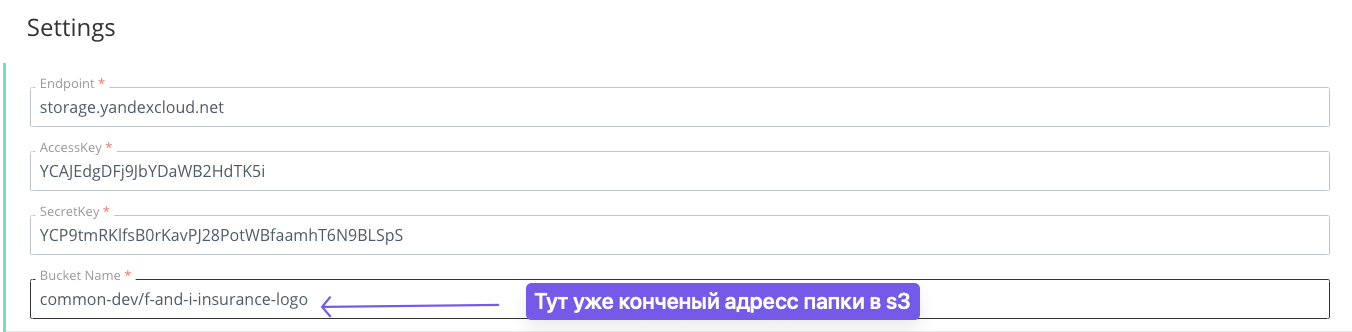 Settings
Endpoint *
storage.yandexcloud.net
AccessKey *
YCAJEdgDFj9JbYDaWB2HdTK5i
SecretKey *
YCP9tmRKlfsB0rKavPJ28PotWBfaamhT6N9BLSpS
Bucket Name *
common-dev/f-and-i-insurance-logo
Тут уже конченый адресс папки в s3